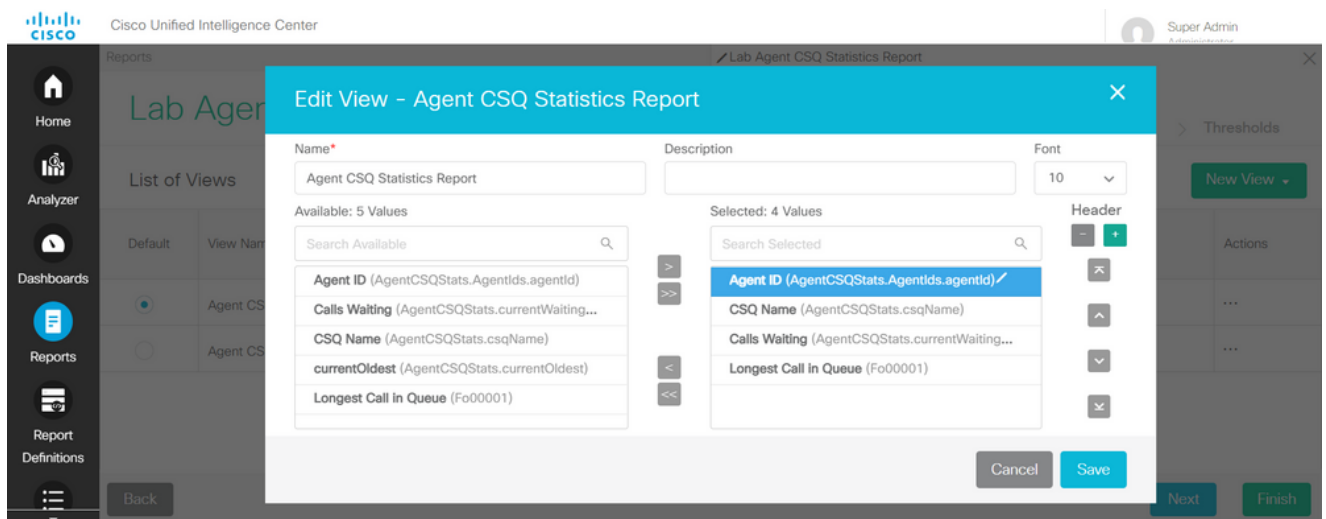 CISCO
Cisco Unified Intelligence Center
Super Admin
Administrator
Reports
Lab Agent CSQ Statistics Report
Home
Analyzer
Dashboards
Reports
Report
Definitions
Lab Agen
Thresholds
List of Views
New View
Default
View Nam
Actions
Agent CS
...
Agent CS
...
Edit View - Agent CSQ Statistics Report
Name*
Description
Font
Agent CSQ Statistics Report
10
Available: 5 Values
Selected: 4 Values
Header
Search Available
Search Selected
- +
Agent ID (AgentCSQStats.AgentIds.agentId)
Calls Waiting (AgentCSQStats.currentWaiting...
CSQ Name (AgentCSQStats.csqName)
currentOldest (AgentCSQStats.currentOldest)
Longest Call in Queue (Fo00001)
>
>>
<
<<
Agent ID (AgentCSQStats.AgentIds.agentId)
CSQ Name (AgentCSQStats.csqName)
Calls Waiting (AgentCSQStats.currentWaiting...
Longest Call in Queue (Fo00001)
Cancel
Save
Back
Next
Finish